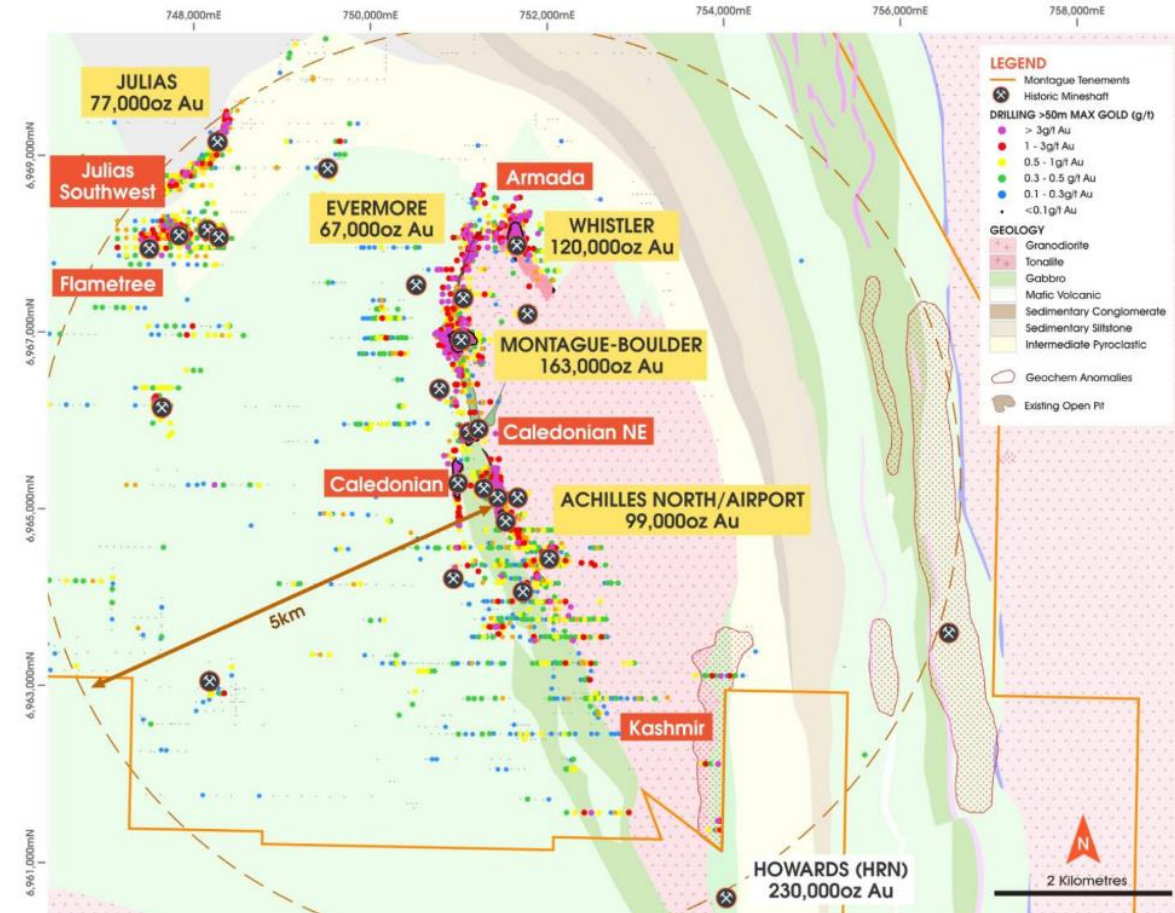 748,000mE
750,000mE
752,000mE
754,000mE
756,000mE
758,000mE
6,969,000mN
6,967,000mN
6,965,000mN
6,963,000mN
6,961,000mN
JULIAS
77,000oz Au
Julias
Southwest
Flametree
EVERMORE
67,000oz Au
Armada
WHISTLER
120,000oz Au
MONTAGUE-BOULDER
163,000oz Au
Caledonian NE
Caledonian
ACHILLES NORTH/AIRPORT
99,000oz Au
5km
Kashmir
HOWARDS (HRN)
230,000oz Au
LEGEND
Montague Tenements
Historic Mineshaft
DRILLING >50m MAX GOLD (g/t)
> 3g/t Au
1 - 3g/t Au
0.5 - 1g/t Au
0.3 - 0.5 g/t Au
0.1 - 0.3g/t Au
<0.1g/t Au
GEOLOGY
Granodiorite
Tonalite
Gabbro
Mafic Volcanic
Sedimentary Conglomerate
Sedimentary Siltstone
Intermediate Pyroclastic
Geochem Anomalies
Existing Open Pit
N
2 Kilometres